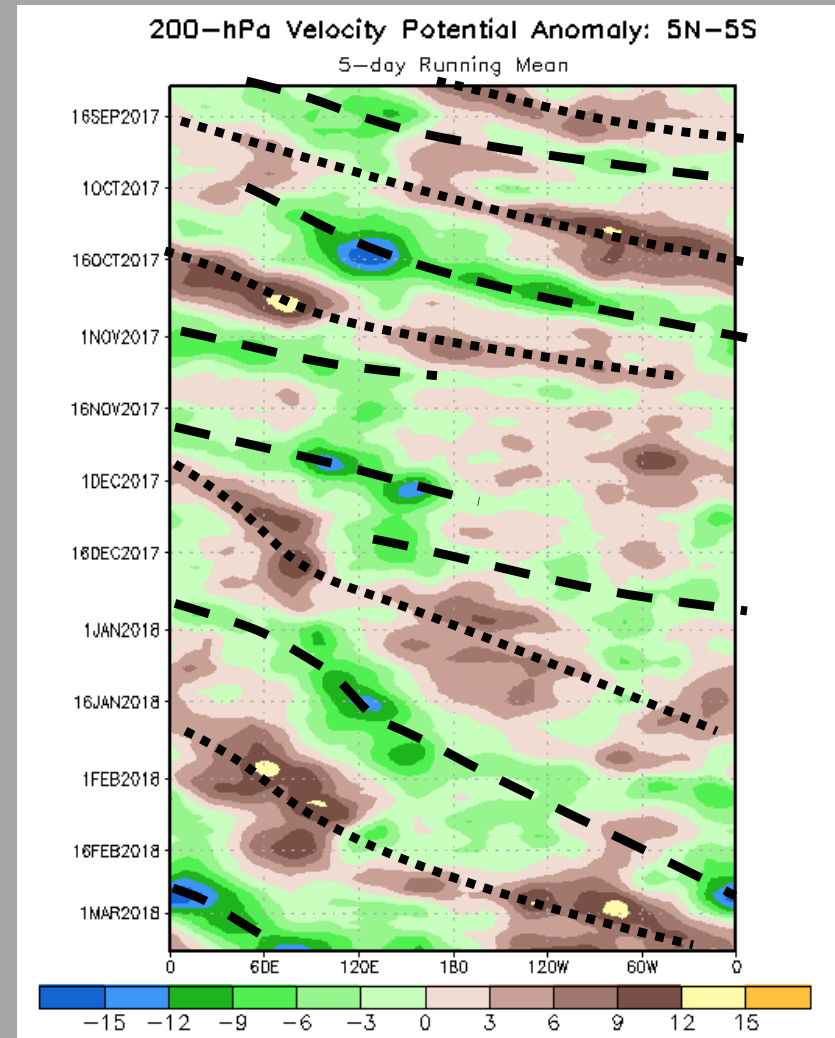 200-hPa Velocity Potential Anomaly: 5N-5S
5-day Running Mean
16SEP2017
1OCT2017
16OCT2017
1NOV2017
16NOV2017
1DEC2017
16DEC2017
1JAN2018
16JAN2018
1FEB2018
16FEB2018
1MAR2018
0 60E 120E 180 120W 60W 0
-15 -12 -9 -6 -3 0 3 6 9 12 15